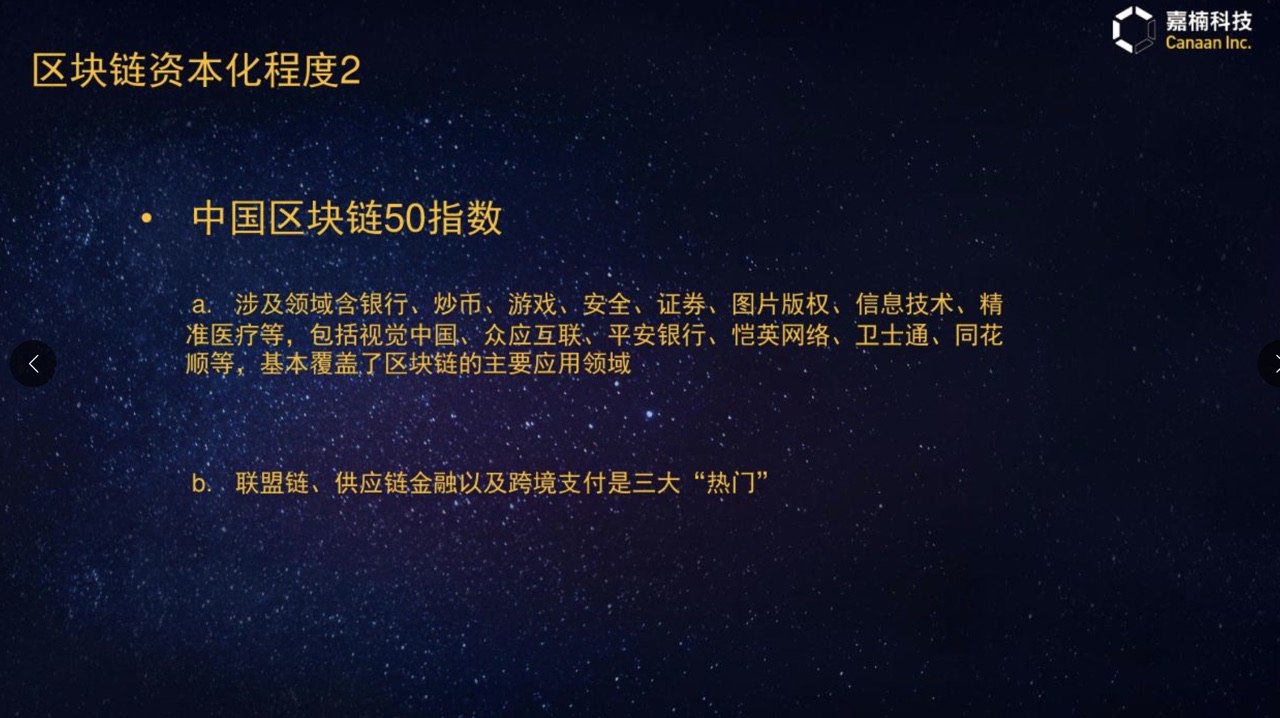 嘉楠科技
Canaan Inc.
区块链资本化程度2
• 中国区块链50指数
a. 涉及领域含银行、炒币、游戏、安全、证券、图片版权、信息技术、精
准医疗等，包括视觉中国、众应互联、平安银行、恺英网络、卫士通、同花
顺等，基本覆盖了区块链的主要应用领域
b. 联盟链、供应链金融以及跨境支付是三大“热门”